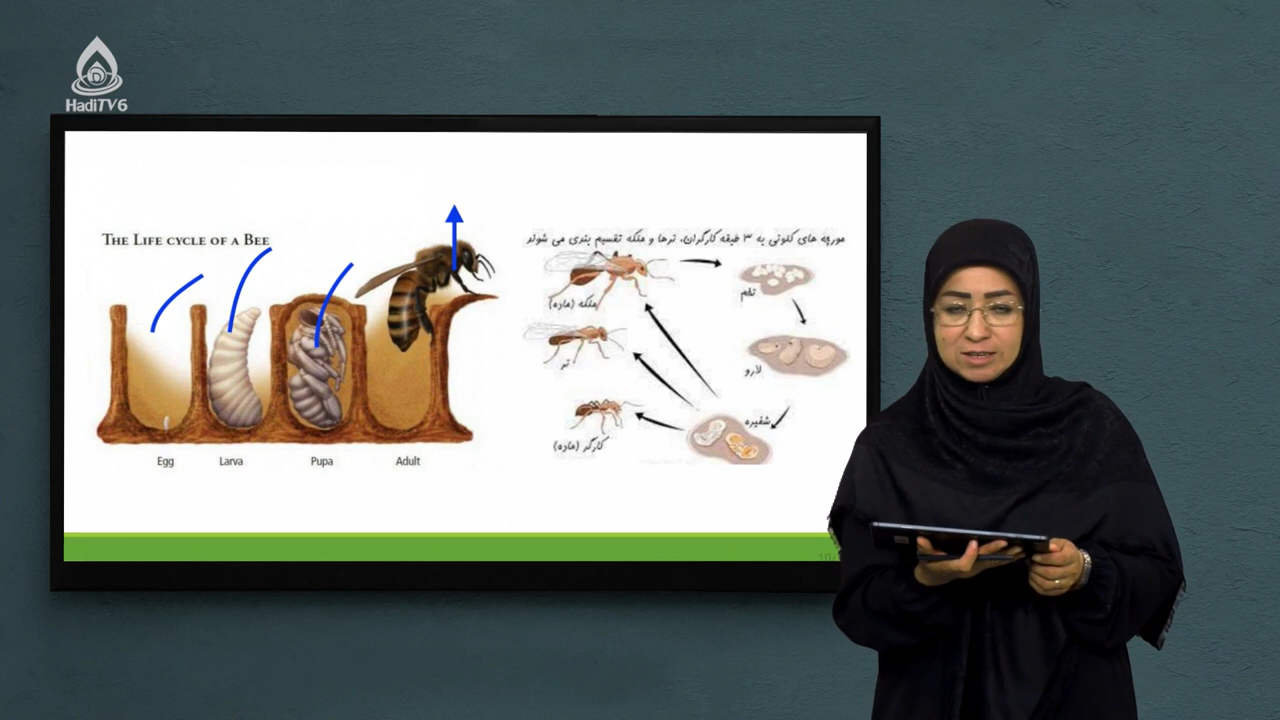 HadiTV6
THE LIFE CYCLE OF A BEE
Egg
Larva
Pupa
Adult
مورچه های کلونی به ۳ طبقه کارگران، نرها و ملکه تقسیم بندی می شوند
ملکه (ماده)
تخم
نر
لارو
شفیره
کارگر (ماده)